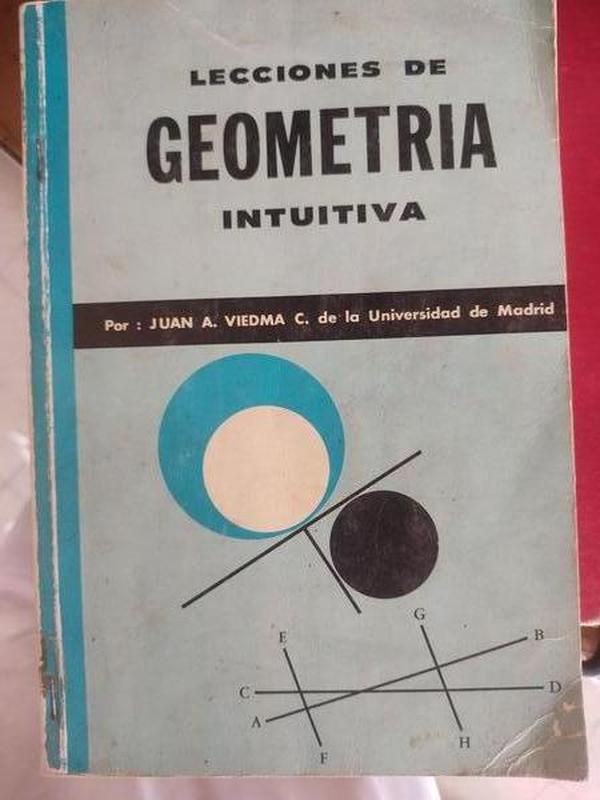 LECCIONES DE
GEOMETRIA
INTUITIVA
Por : JUAN A. VIEDMA C. de la Universidad de Madrid
G
E
B
C
D
A
H
F